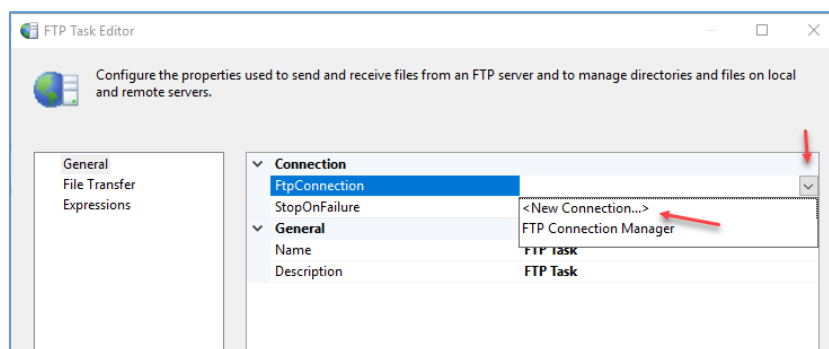 FTP Task Editor
Configure the properties used to send and receive files from an FTP server and to manage directories and files on local
and remote servers.
General
File Transfer
Expressions
Connection
FtpConnection
StopOnFailure
<New Connection...>
General
FTP Connection Manager
Name
FTP Task
Description
FTP Task